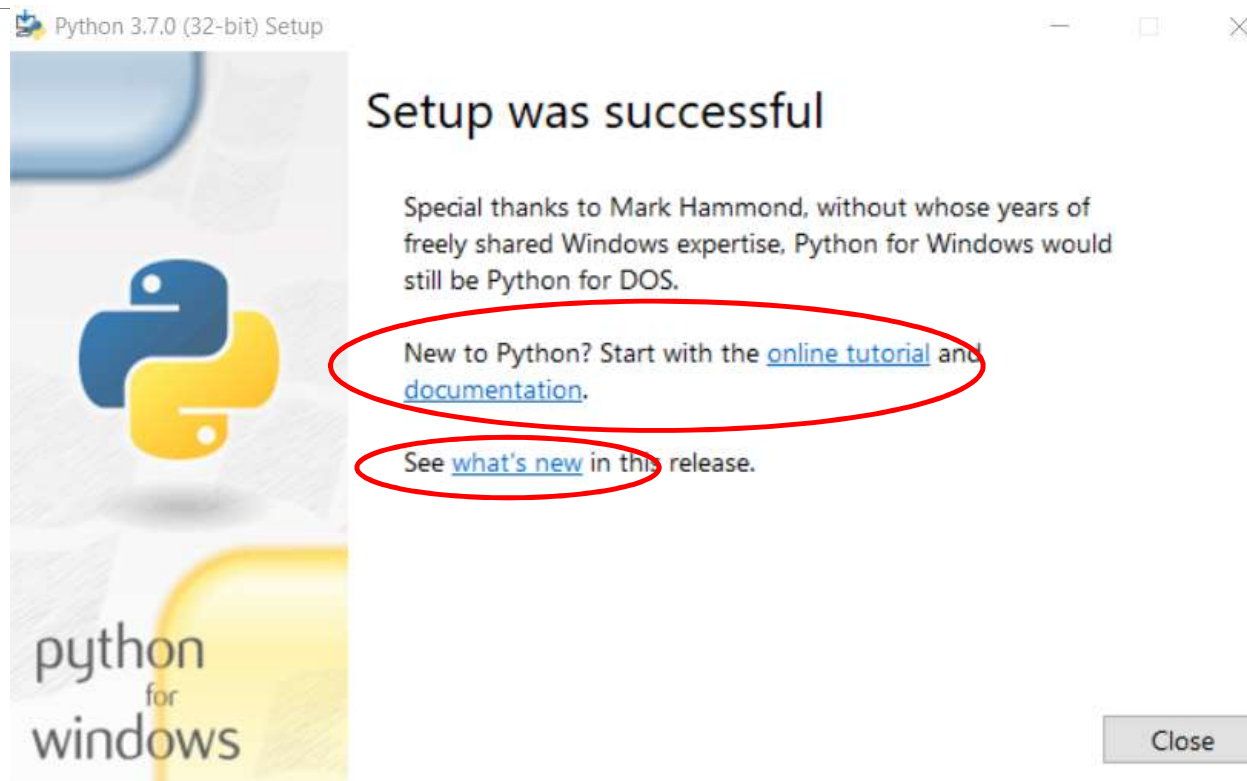 Python 3.7.0 (32-bit) Setup
Setup was successful
Special thanks to Mark Hammond, without whose years of
freely shared Windows expertise, Python for Windows would
still be Python for DOS.
New to Python? Start with the online tutorial and
documentation.
See what's new in this release.
python
for
windows
Close